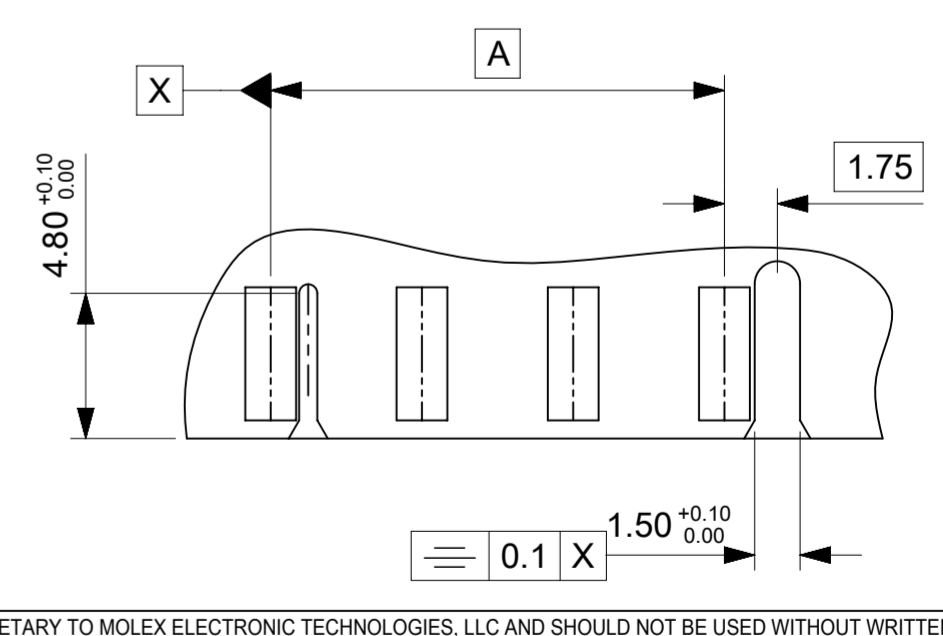 A
X
1.75
4.80 +0.10
0.00
1.50 +0.10
0.00
0.1 X
ETARY TO MOLEX ELECTRONIC TECHNOLOGIES, LLC AND SHOULD NOT BE USED WITHOUT WRITTE